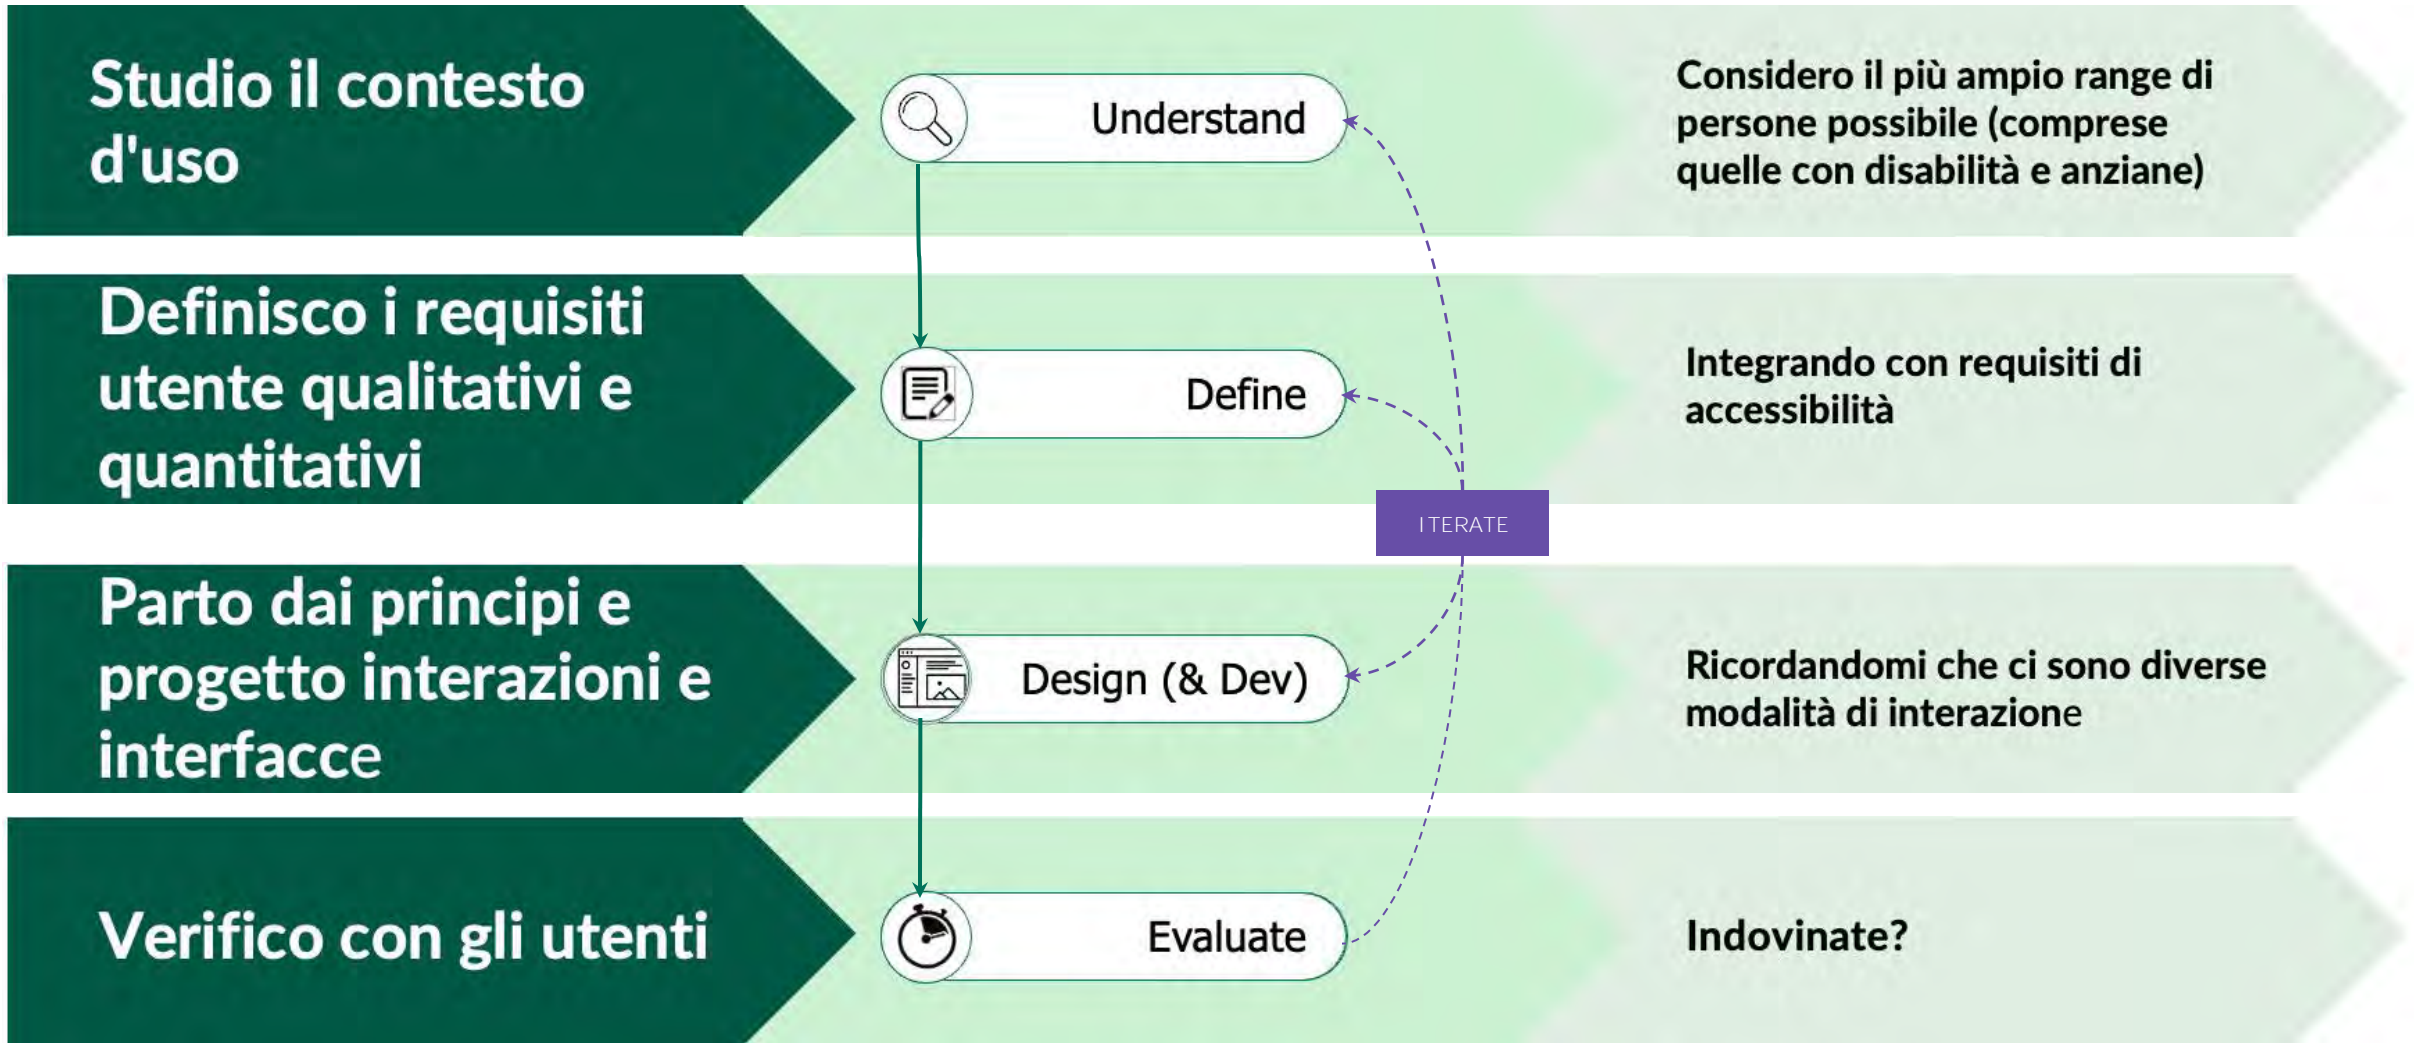 Studio il contesto
d'uso
Understand
Considero il più ampio range di
persone possibile (comprese
quelle con disabilità e anziane)
Definisco i requisiti
utente qualitativi e
quantitativi
Define
Integrando con requisiti di
accessibilità
ITERATE
Parto dai principi e
progetto interazioni e
interfacce
Design (& Dev)
Ricordandomi che ci sono diverse
modalità di interazione
Verifico con gli utenti
Evaluate
Indovinate?